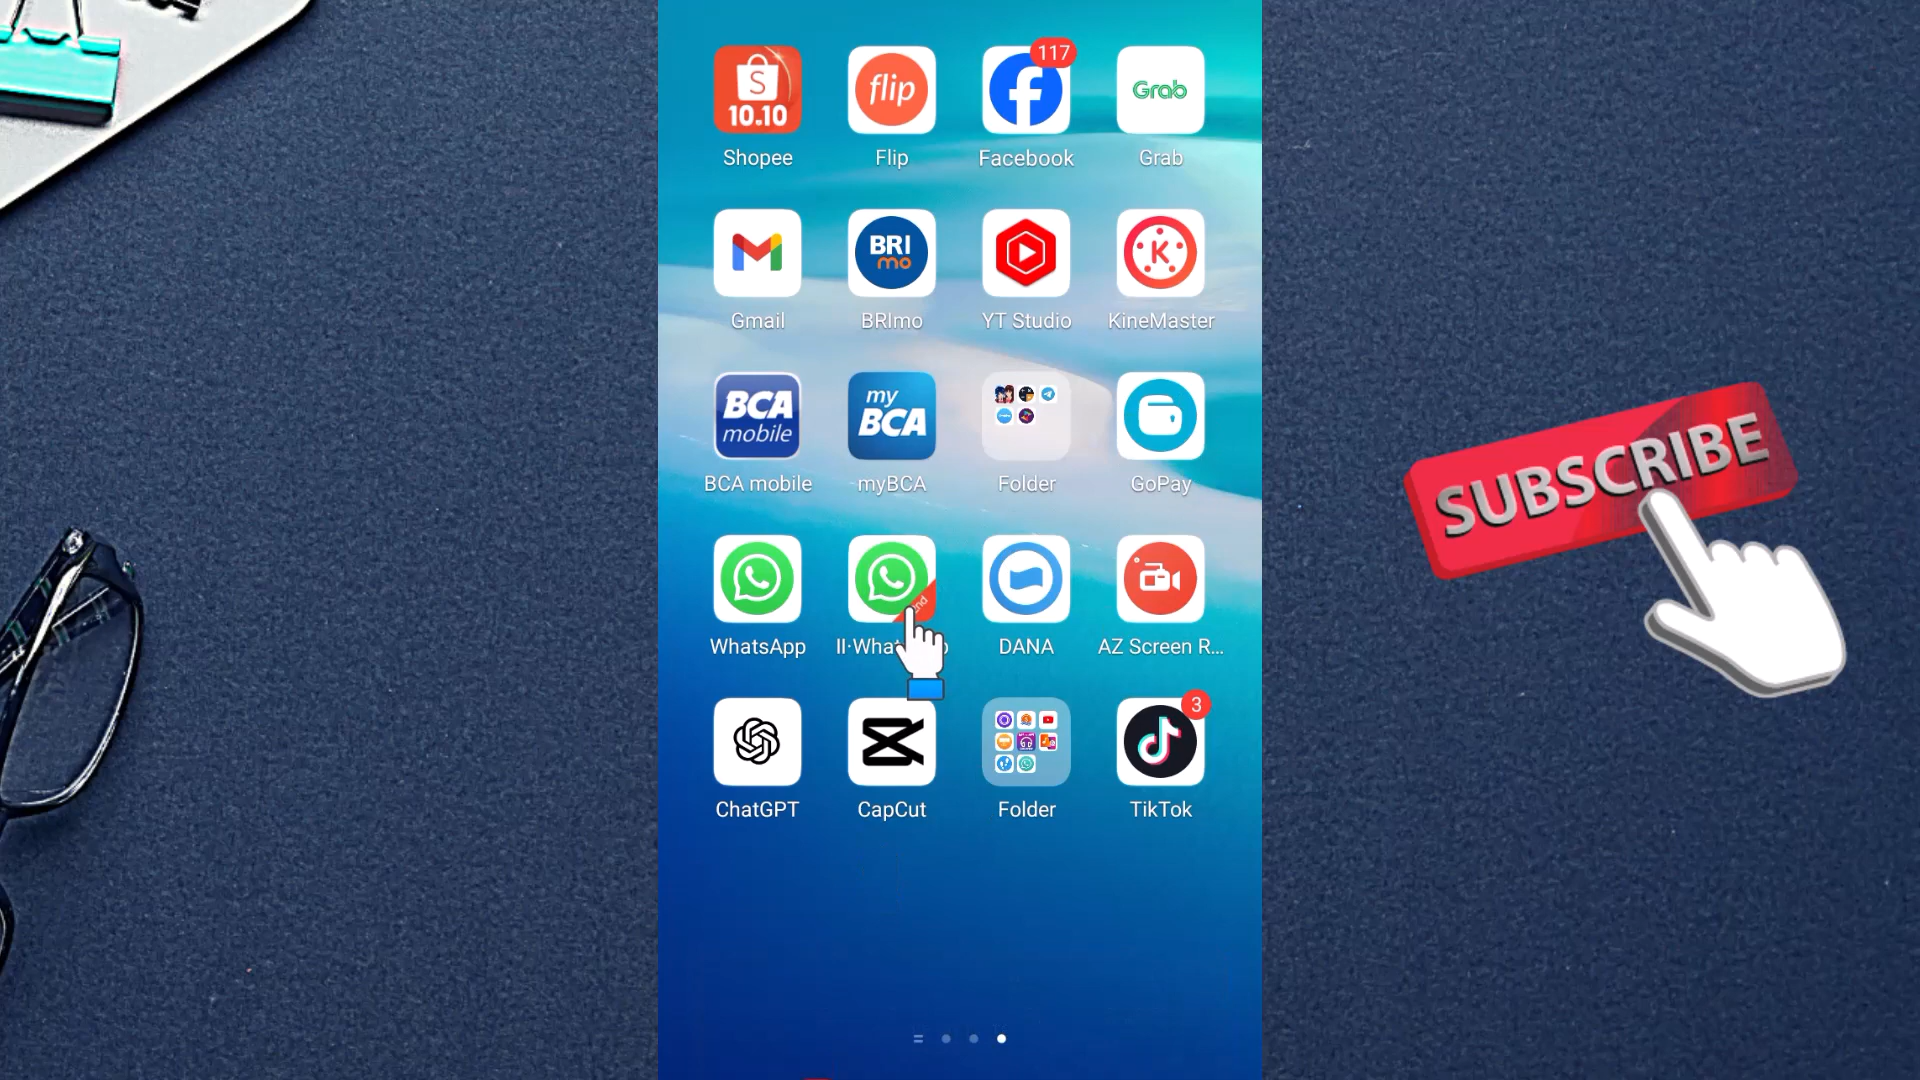 S
10.10
flip
117
Grab
Shopee
Flip
Facebook
Grab
BRI
mo
K
Gmail
BRImo
YT Studio
KineMaster
BCA
mobile
my
BCA
BCA mobile
myBCA
Folder
GoPay
SUBSCRIBE
2nd
WhatsApp
DANA
AZ Screen R...
3
ChatGPT
CapCut
Folder
TikTok